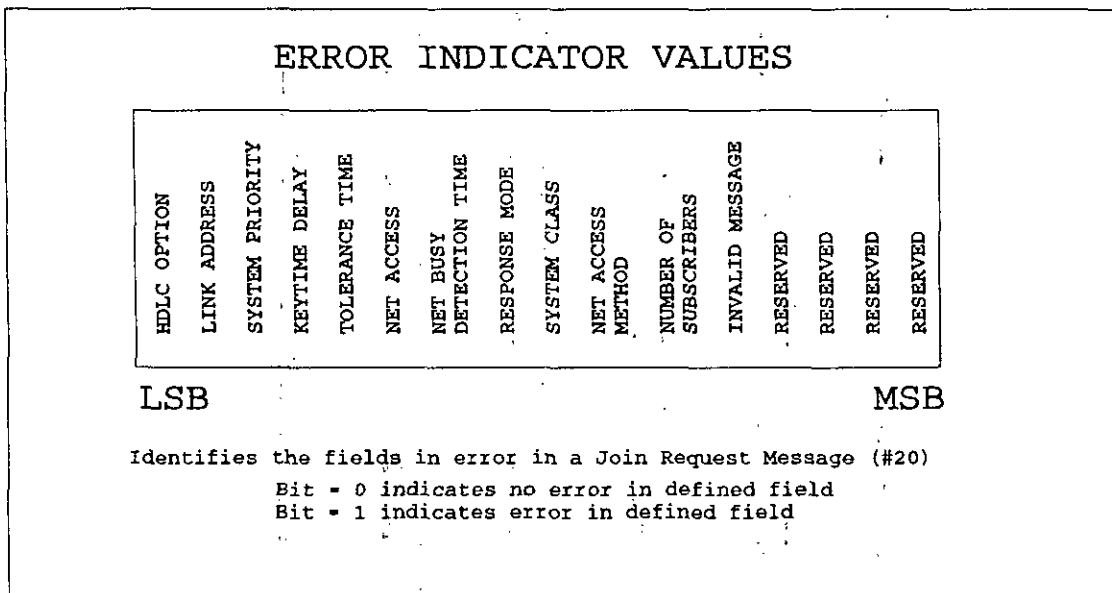 ERROR INDICATOR VALUES
HDLC OPTION
LINK ADDRESS
SYSTEM PRIORITY
KEYTIME DELAY
TOLERANCE TIME
NET ACCESS
NET BUSY
DETECTION TIME
RESPONSE MODE
SYSTEM CLASS
NET ACCESS
METHOD
NUMBER OF
SUBSCRIBERS
INVALID MESSAGE
RESERVED
RESERVED
RESERVED
RESERVED
LSB
MSB
Identifies the fields in error in a Join Request Message (#20)
Bit = 0 indicates no error in defined field
Bit = 1 indicates error in defined field